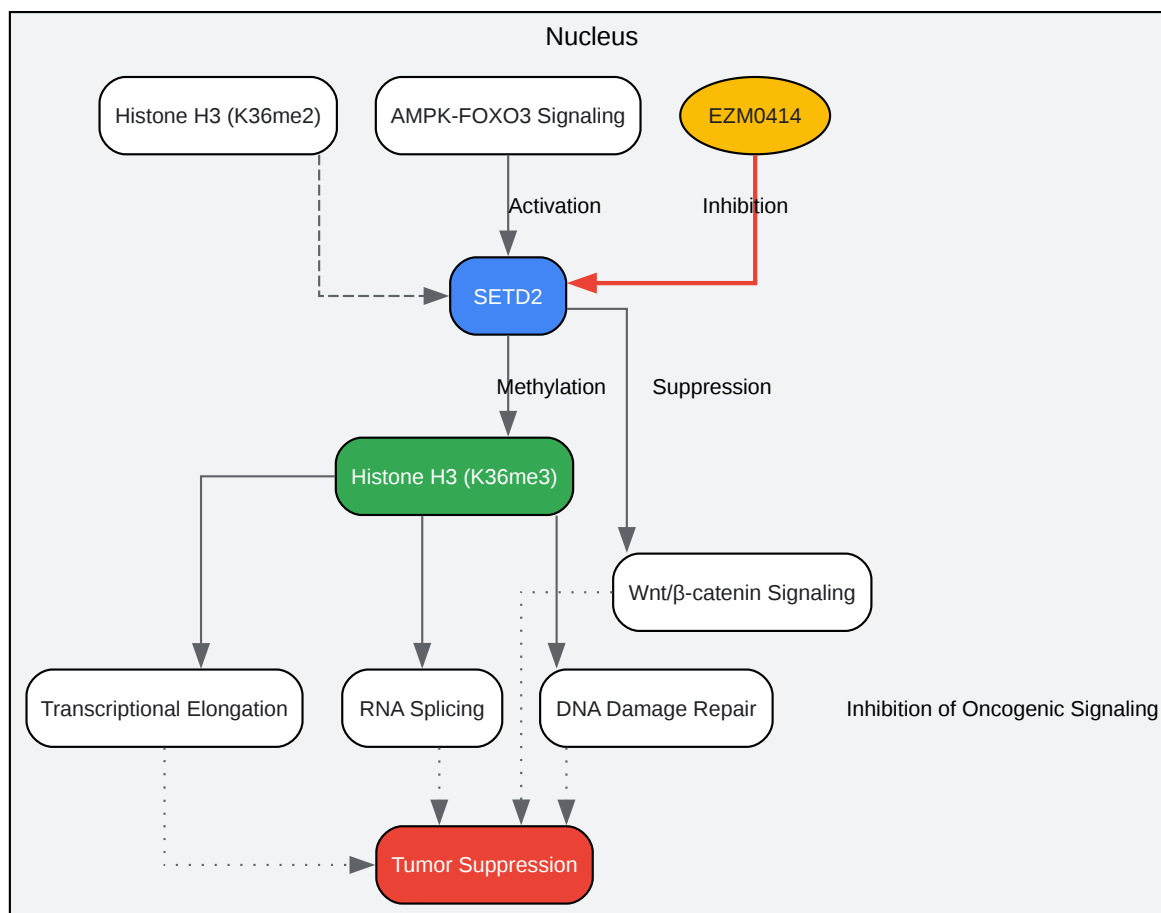 Nucleus
Histone H3 (K36me2)
AMPK-FOXO3 Signaling
EZM0414
Activation
Inhibition
SETD2
Methylation
Suppression
Histone H3 (K36me3)
Wnt/β-catenin Signaling
Transcriptional Elongation
RNA Splicing
DNA Damage Repair
Inhibition of Oncogenic Signaling
Tumor Suppression